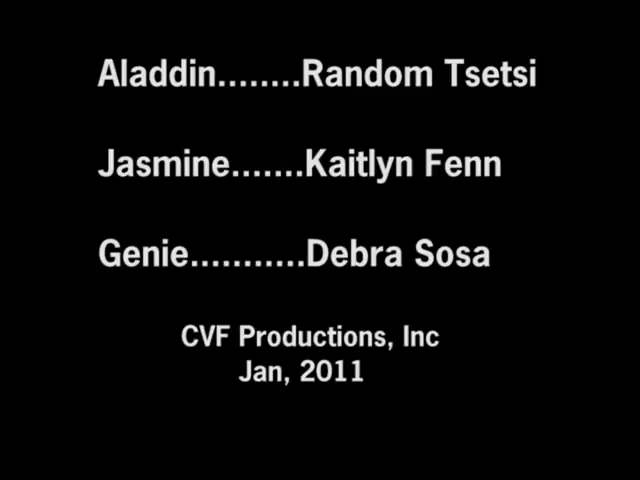 Aladdin........Random Tsetsi
Jasmine.......Kaitlyn Fenn
Genie...........Debra Sosa
CVF Productions, Inc
Jan, 2011